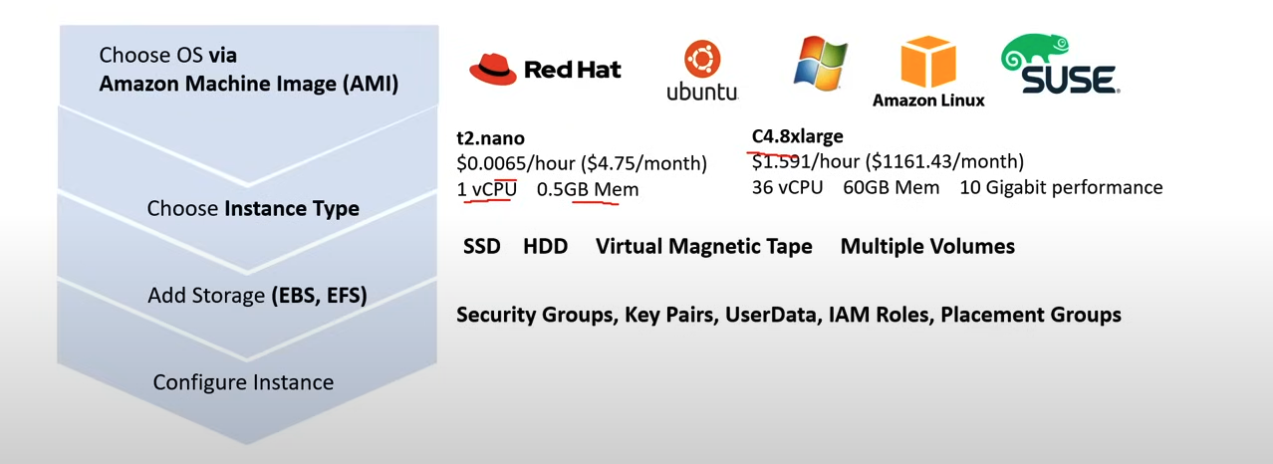 Choose OS via
Amazon Machine Image (AMI)
Red Hat
ubuntu
Amazon Linux
SUSE
t2.nano
$0.0065/hour ($4.75/month)
1 vCPU 0.5GB Mem
C4.8xlarge
$1.591/hour ($1161.43/month)
36 vCPU 60GB Mem 10 Gigabit performance
Choose Instance Type
SSD HDD Virtual Magnetic Tape Multiple Volumes
Add Storage (EBS, EFS)
Security Groups, Key Pairs, UserData, IAM Roles, Placement Groups
Configure Instance